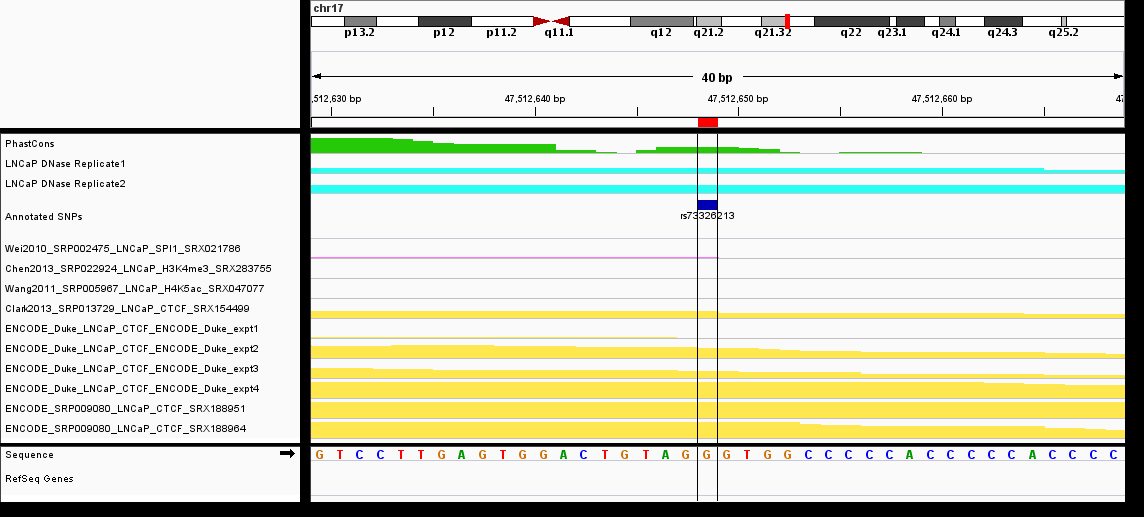 chr17
p13.2 p12 p11.2 q11.1 q12 q21.2 q21.32 q22 q23.1 q24.1 q24.3 q25.2
40 bp
,512,630 bp 47,512,640 bp 47,512,650 bp 47,512,660 bp 47
PhastCons
LNCaP DNase Replicate1
LNCaP DNase Replicate2
Annotated SNPs
rs73326213
Wei2010_SRP002475_LNCaP_SPI1_SRX021786
Chen2013_SRP022924_LNCaP_H3K4me3_SRX283755
Wang2011_SRP005967_LNCaP_H4K5ac_SRX047077
Clark2013_SRP013729_LNCaP_CTCF_SRX154499
ENCODE_Duke_LNCaP_CTCF_ENCODE_Duke_expt1
ENCODE_Duke_LNCaP_CTCF_ENCODE_Duke_expt2
ENCODE_Duke_LNCaP_CTCF_ENCODE_Duke_expt3
ENCODE_Duke_LNCaP_CTCF_ENCODE_Duke_expt4
ENCODE_SRP009080_LNCaP_CTCF_SRX188951
ENCODE_SRP009080_LNCaP_CTCF_SRX188964
Sequence G T C C T T G A G T G G A C T G T A G G G T G G C C C C C A C C C C C A C C C C
RefSeq Genes